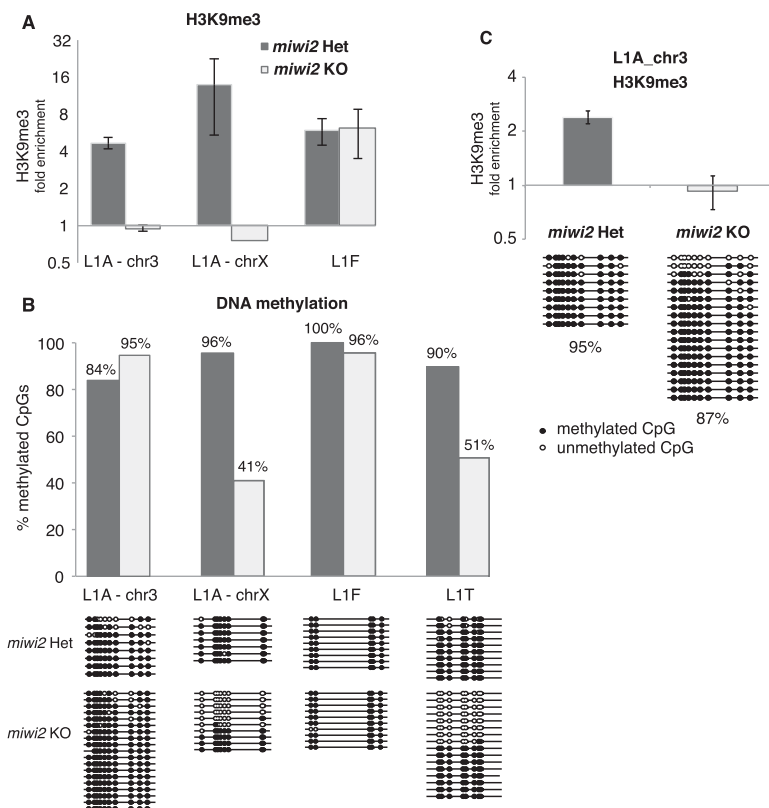 A
H3K9me3
miwi2 Het
miwi2 KO
H3K9me3
fold enrichment
32
16
8
4
2
1
0.5
L1A - chr3
L1A - chrX
L1F
C
L1A_chr3
H3K9me3
H3K9me3
fold enrichment
4
2
1
0.5
miwi2 Het
miwi2 KO
95%
87%
methylated CpG
unmethylated CpG
B
DNA methylation
% methylated CpGs
100
80
60
40
20
0
84%
95%
96%
41%
100%
96%
90%
51%
L1A - chr3
L1A - chrX
L1F
L1T
miwi2 Het
miwi2 KO